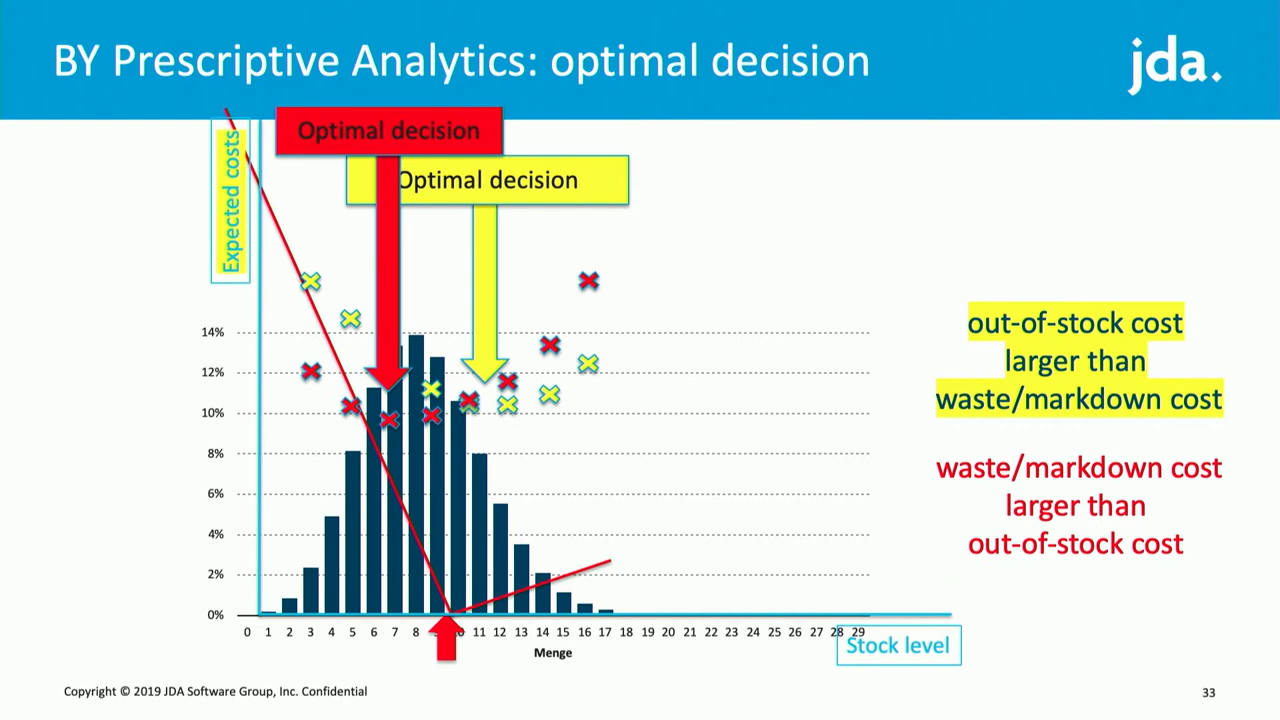 BY Prescriptive Analytics: optimal decision
jda.
Optimal decision
Optimal decision
Expected costs
14%
12%
10%
8%
6%
4%
2%
0%
0 1 2 3 4 5 6 7 8 9 10 11 12 13 14 15 16 17 18 19 20 21 22 23 24 25 26 27 28 29
Menge
Stock level
out-of-stock cost
larger than
waste/markdown cost
waste/markdown cost
larger than
out-of-stock cost
Copyright © 2019 JDA Software Group, Inc. Confidential
33